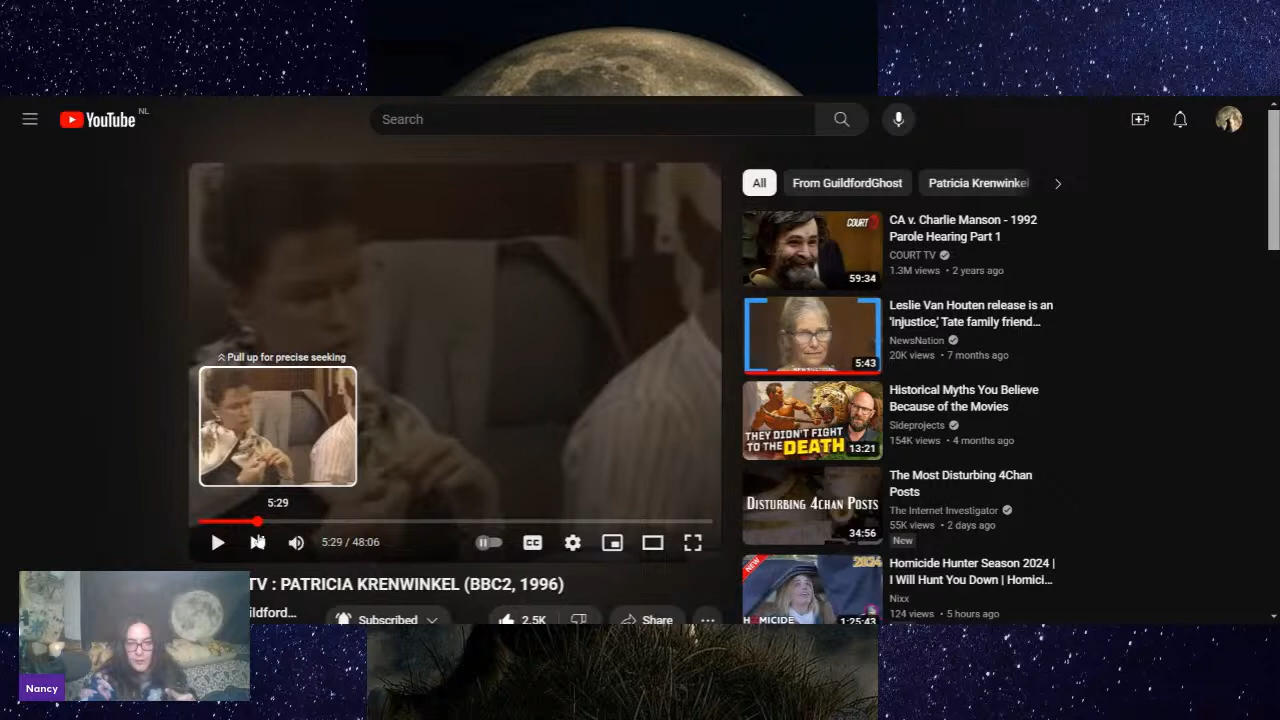 YouTube NL
Search
All
From GuildfordGhost
Patricia Krenwinkel
COURT
59:34
CA v. Charlie Manson - 1992
Parole Hearing Part 1
COURT TV
1.3M views • 2 years ago
5:43
Leslie Van Houten release is an
'injustice,' Tate family friend...
NewsNation
20K views • 7 months ago
THEY DIDN'T FIGHT
TO THE DEATH
13:21
Historical Myths You Believe
Because of the Movies
Sideprojects
154K views • 4 months ago
DISTURBING 4CHAN POSTS
34:56
The Most Disturbing 4Chan
Posts
The Internet Investigator
55K views • 2 days ago
New
NEW
2024
HOMICIDE
1:25:43
Homicide Hunter Season 2024 |
I Will Hunt You Down | Homici...
Nixx
124 views • 5 hours ago
Pull up for precise seeking
5:29
5:29 / 48:06
CC
TV : PATRICIA KRENWINKEL (BBC2, 1996)
ildford...
Subscribed
2.5K
Share
Nancy